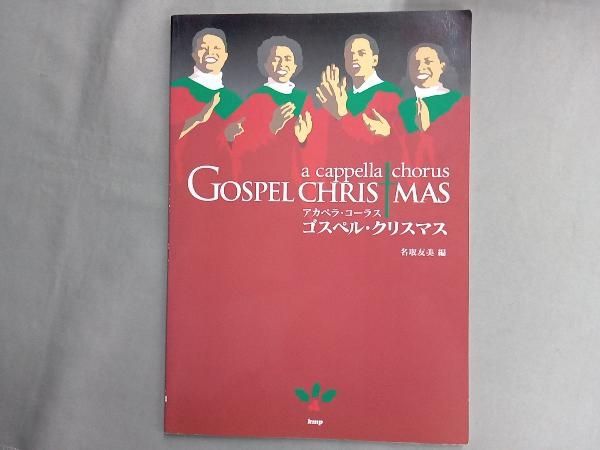 a cappella chorus
GOSPEL CHRISTMAS
アカペラ・コーラス
ゴスペル・クリスマス
名取友美 編
kmp